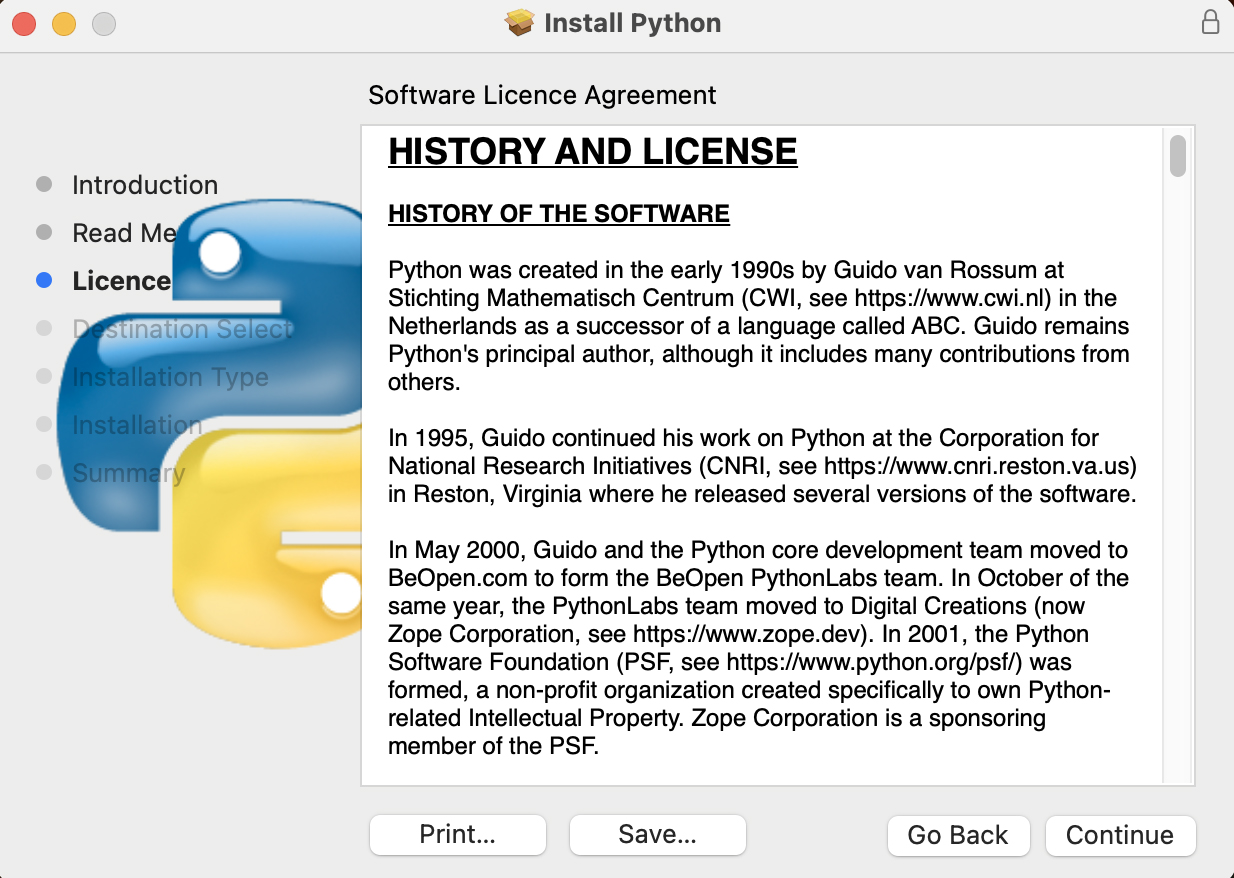 Install Python
Software Licence Agreement
Introduction
Read Me
Licence
Destination Select
Installation Type
Installation
Summary
HISTORY AND LICENSE
HISTORY OF THE SOFTWARE
Python was created in the early 1990s by Guido van Rossum at
Stichting Mathematisch Centrum (CWI, see https://www.cwi.nl) in the
Netherlands as a successor of a language called ABC. Guido remains
Python's principal author, although it includes many contributions from
others.
In 1995, Guido continued his work on Python at the Corporation for
National Research Initiatives (CNRI, see https://www.cnri.reston.va.us)
in Reston, Virginia where he released several versions of the software.
In May 2000, Guido and the Python core development team moved to
BeOpen.com to form the BeOpen PythonLabs team. In October of the
same year, the PythonLabs team moved to Digital Creations (now
Zope Corporation, see https://www.zope.dev). In 2001, the Python
Software Foundation (PSF, see https://www.python.org/psf/) was
formed, a non-profit organization created specifically to own Python-
related Intellectual Property. Zope Corporation is a sponsoring
member of the PSF.
Print...
Save...
Go Back
Continue